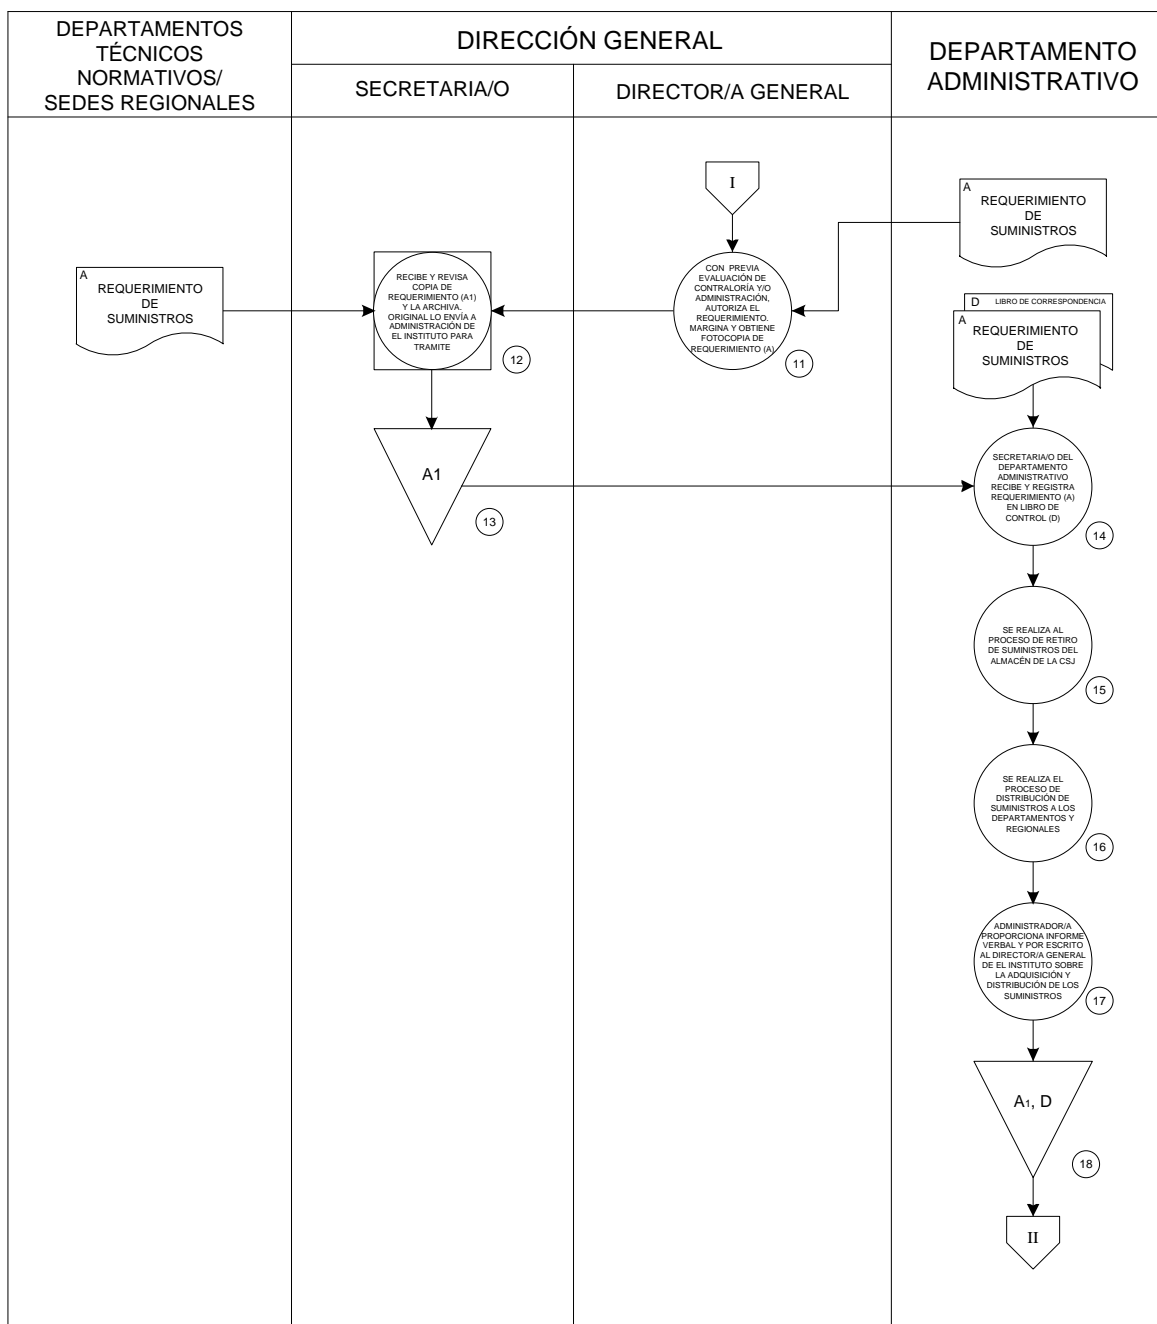 DEPARTAMENTOS
TÉCNICOS
NORMATIVOS/
SEDES REGIONALES
DIRECCIÓN GENERAL
SECRETARIA/O
DIRECTOR/A GENERAL
DEPARTAMENTO
ADMINISTRATIVO
I
A
REQUERIMIENTO
DE
SUMINISTROS
A
REQUERIMIENTO
DE
SUMINISTROS
RECIBE Y REVISA
COPIA DE
REQUERIMIENTO (A1)
Y LA ARCHIVA.
ORIGINAL LO ENVÍA A
ADMINISTRACIÓN DE
EL INSTITUTO PARA
TRAMITE
12
CON PREVIA
EVALUACIÓN DE
CONTRALORÍA Y/O
ADMINISTRACIÓN,
AUTORIZA EL
REQUERIMIENTO.
MARGINA Y OBTIENE
FOTOCOPIA DE
REQUERIMIENTO (A)
11
D
LIBRO DE CORRESPONDENCIA
A
REQUERIMIENTO
DE
SUMINISTROS
A1
13
SECRETARIA/O DEL
DEPARTAMENTO
ADMINISTRATIVO
RECIBE Y REGISTRA
REQUERIMIENTO (A)
EN LIBRO DE
CONTROL (D)
14
SE REALIZA AL
PROCESO DE RETIRO
DE SUMINISTROS DEL
ALMACÉN DE LA CSJ
15
SE REALIZA EL
PROCESO DE
DISTRIBUCIÓN DE
SUMINISTROS A LOS
DEPARTAMENTOS Y
REGIONALES
16
ADMINISTRADOR/A
PROPORCIONA INFORME
VERBAL Y POR ESCRITO
AL DIRECTOR/A GENERAL
DE EL INSTITUTO SOBRE
LA ADQUISICIÓN Y
DISTRIBUCIÓN DE LOS
SUMINISTROS
17
A1, D
18
II